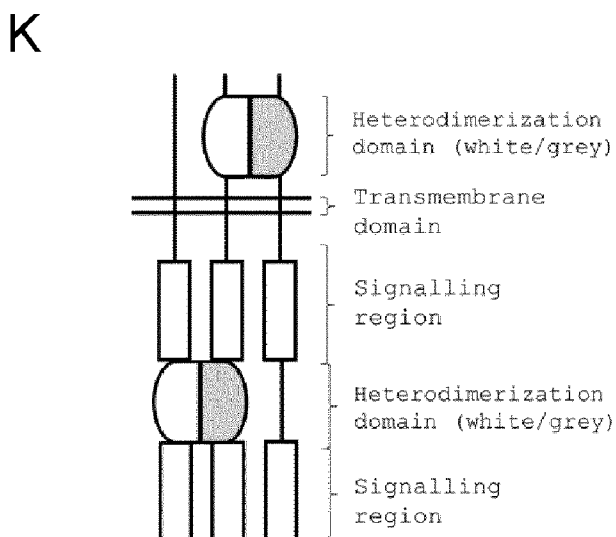 K
Heterodimerization
domain (white/grey)
Transmembrane
domain
Signalling
region
Heterodimerization
domain (white/grey)
Signalling
region